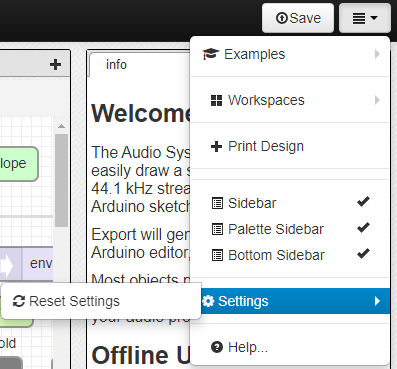 Save
info
Examples
Workspaces
Print Design
Sidebar
Palette Sidebar
Bottom Sidebar
Settings
Help...
Reset Settings
Welcome
The Audio Sys
easily draw a s
44.1 kHz strea
Arduino sketch
Export will gen
Arduino editor,
Most objects
your audio pro
Offline U
lope
env
old